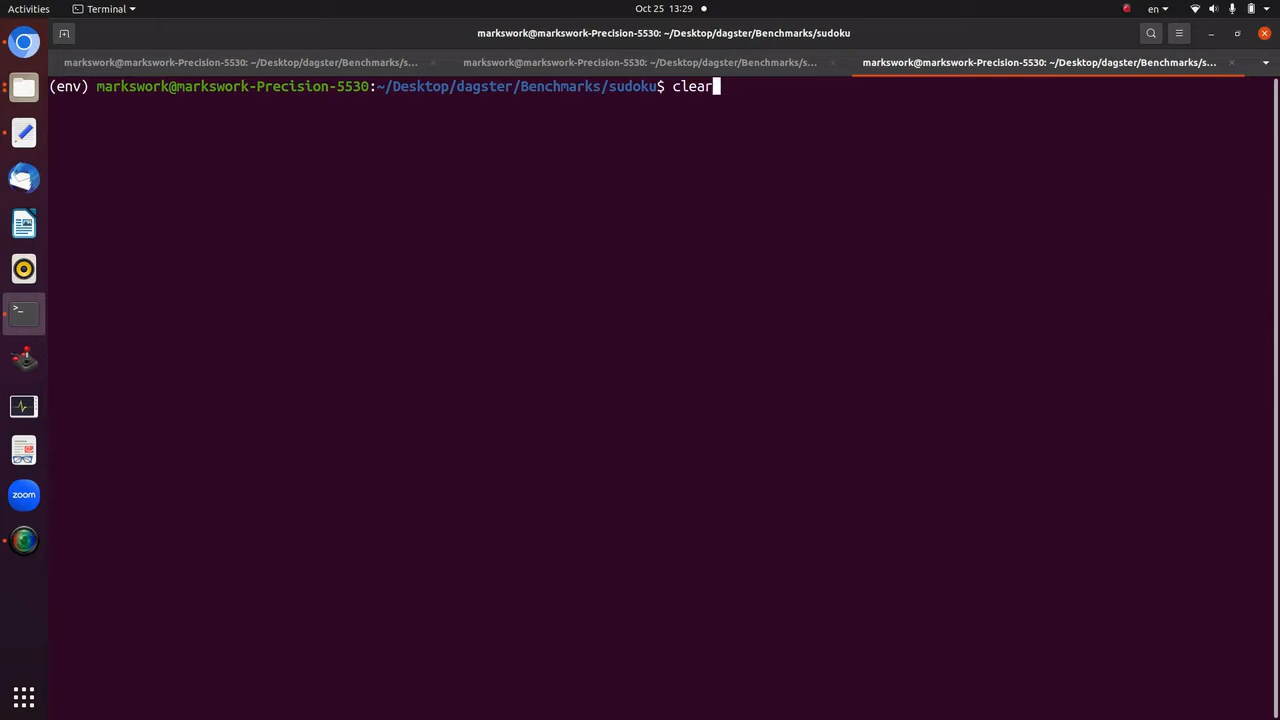 Activities
Terminal
Oct 25 13:29
en
markswork@markswork-Precision-5530: ~/Desktop/dagster/Benchmarks/sudoku
markswork@markswork-Precision-5530: ~/Desktop/dagster/Benchmarks/s...
markswork@markswork-Precision-5530: ~/Desktop/dagster/Benchmarks/s...
markswork@markswork-Precision-5530: ~/Desktop/dagster/Benchmarks/s...
(env) markswork@markswork-Precision-5530:~/Desktop/dagster/Benchmarks/sudoku$ clear
>_
zoom